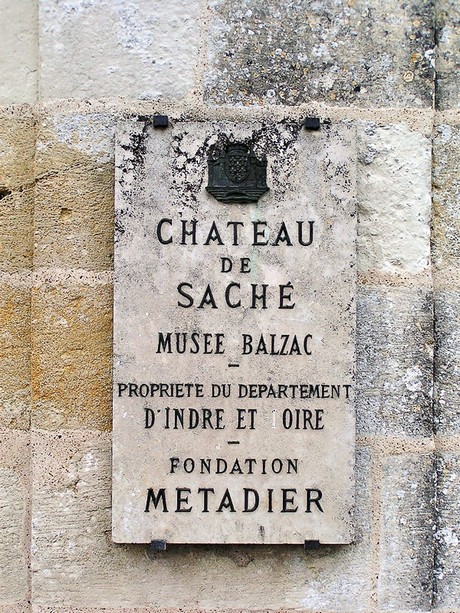 CHATEAU
DE
SACHÉ
MUSEE BALZAC
–
PROPRIETE DU DEPARTEMENT
D'INDRE ET OIRE
–
FONDATION
METADIER